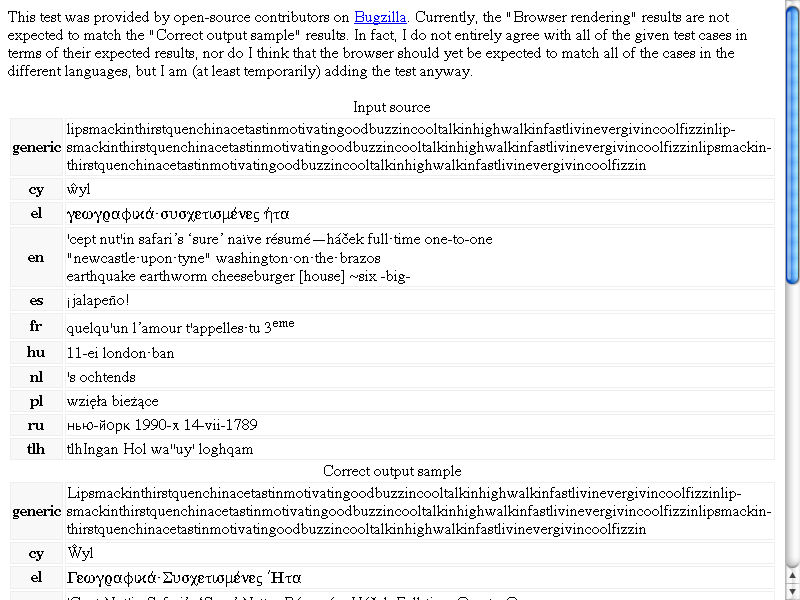 This test was provided by open-source contributors on Bugzilla. Currently, the "Browser rendering" results are not
expected to match the "Correct output sample" results. In fact, I do not entirely agree with all of the given test cases in
terms of their expected results, nor do I think that the browser should yet be expected to match all of the cases in the
different languages, but I am (at least temporarily) adding the test anyway.
Input source
generic lipsmackinthirstquenchinacetastinmotivatingoodbuzzincooltalkinhighwalkinfastlivinevergivincoolfizzinlip-
smackinthirstquenchinacetastinmotivatingoodbuzzincooltalkinhighwalkinfastlivinevergivincoolfizzinlipsmackin-
thirstquenchinacetastinmotivatingoodbuzzincooltalkinhighwalkinfastlivinevergivincoolfizzin
cy ŵyl
el γεωγραφικά·συσχετισμένες ήτα
en 'cept nut'in safari’s ‘sure’ naïve résumé—háček full·time one-to-one
"newcastle·upon·tyne" washington·on·the·brazos
earthquake earthworm cheeseburger [house] ~six -big-
es ¡jalapeño!
fr quelqu'un l’amour t'appelles·tu 3eme
hu 11-ei london·ban
nl 's ochtends
pl wzięła bieżące
ru нью-йорк 1990-х 14-vii-1789
tlh tlhIngan Hol wa''uy' loghqam
Correct output sample
generic Lipsmackinthirstquenchinacetastinmotivatingoodbuzzincooltalkinhighwalkinfastlivinevergivincoolfizzinlip-
smackinthirstquenchinacetastinmotivatingoodbuzzincooltalkinhighwalkinfastlivinevergivincoolfizzinlipsmackin-
thirstquenchinacetastinmotivatingoodbuzzincooltalkinhighwalkinfastlivinevergivincoolfizzin
cy Ŵyl
el Γεωγραφικά·Συσχετισμένες Ήτα